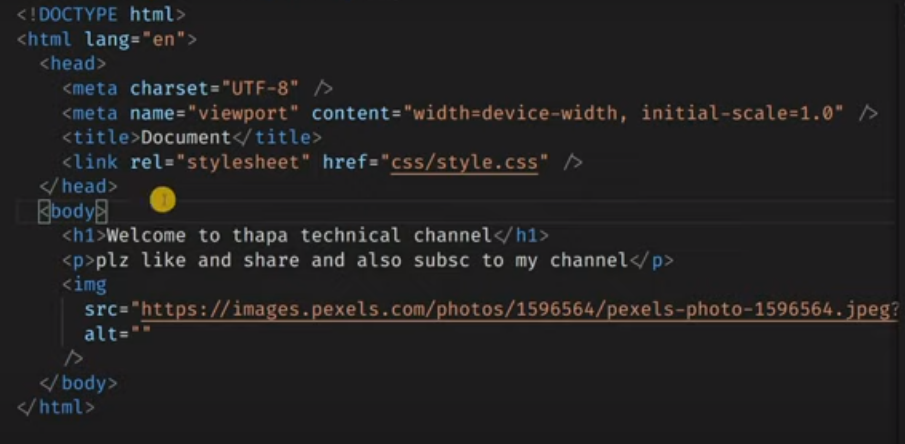 <!DOCTYPE html>
<html lang="en">
<head>
<meta charset="UTF-8" />
<meta name="viewport" content="width=device-width, initial-scale=1.0" />
<title>Document</title>
<link rel="stylesheet" href="css/style.css" />
</head>
<body>
<h1>Welcome to thapa technical channel</h1>
<p>plz like and share and also subsc to my channel</p>
<img
src="https://images.pexels.com/photos/1596564/pexels-photo-1596564.jpeg?
alt=""
/>
</body>
</html>